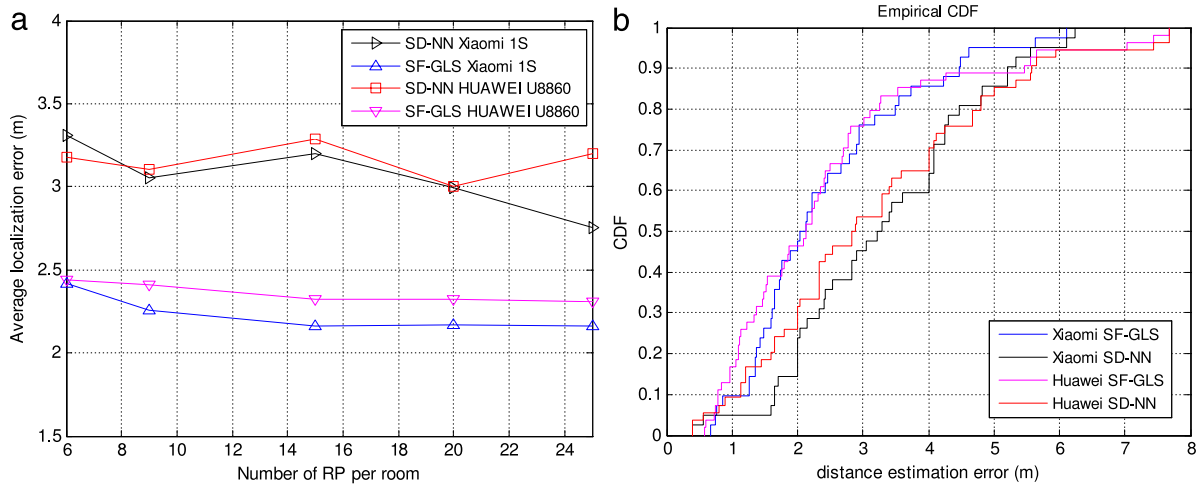 a
4
3.5
3
2.5
2
1.5
6
8
10
12
14
16
18
20
22
24
Average localization error (m)
Number of RP per room
SD-NN Xiaomi 1S
SF-GLS Xiaomi 1S
SD-NN HUAWEI U8860
SF-GLS HUAWEI U8860
b
Empirical CDF
1
0.9
0.8
0.7
0.6
0.5
0.4
0.3
0.2
0.1
0
0
1
2
3
4
5
6
7
8
CDF
distance estimation error (m)
Xiaomi SF-GLS
Xiaomi SD-NN
Huawei SF-GLS
Huawei SD-NN